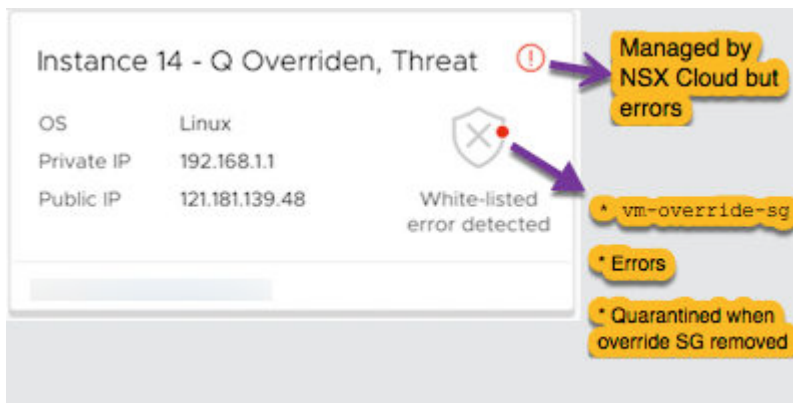 Instance 14 - Q Overriden, Threat
Managed by
NSX Cloud but
errors
OS Linux
Private IP 192.168.1.1
Public IP 121.181.139.48
White-listed
error detected
* vm-override-sg
* Errors
* Quarantined when
override SG removed